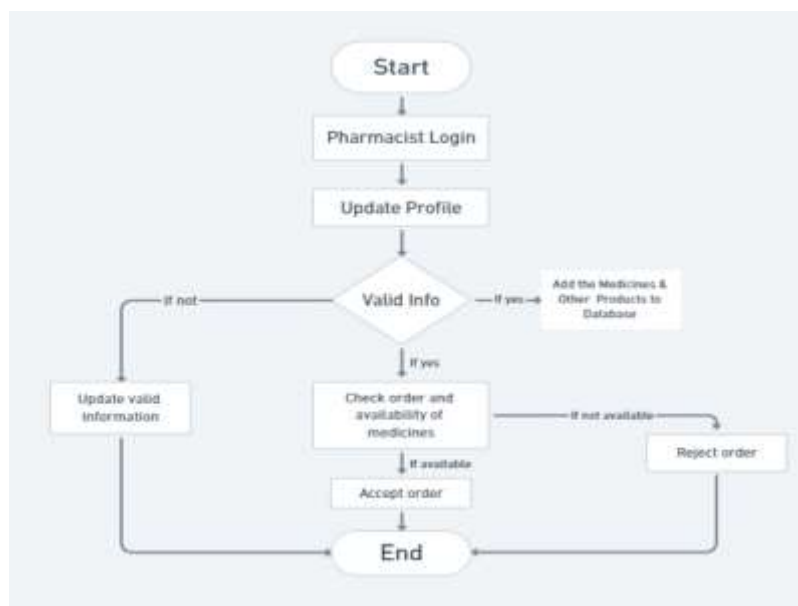 Start
Pharmacist Login
Update Profile
Valid Info
If not
If yes
Add the Medicines &
Other Products to
Database
If yes
Update valid
information
Check order and
availability of
medicines
If not available
Reject order
If available
Accept order
End